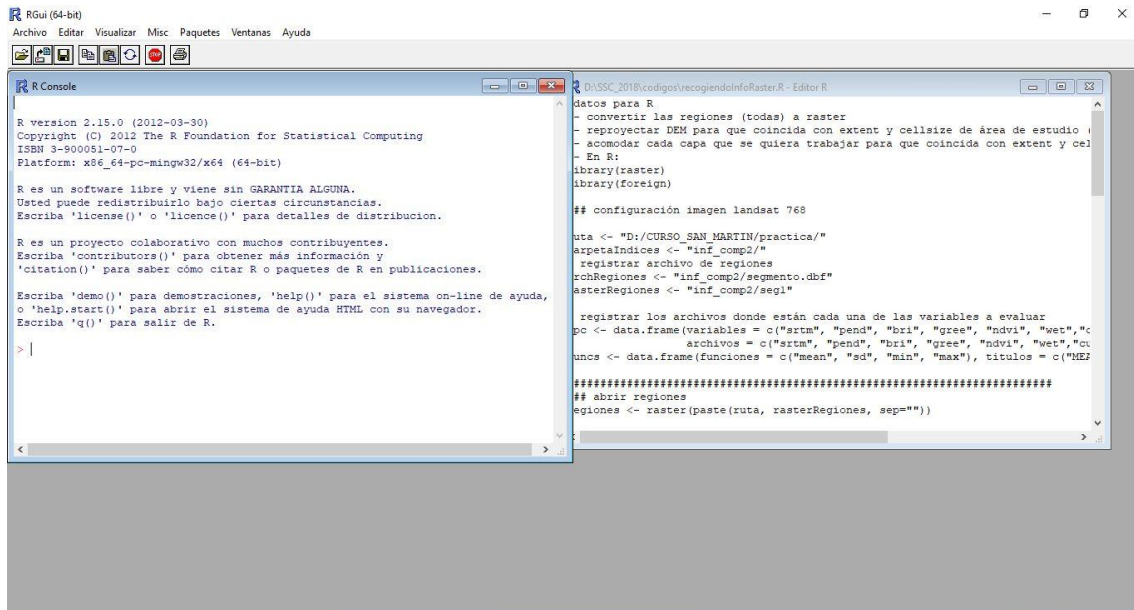 RGui (64-bit)
Archivo Editar Visualizar Misc Paquetes Ventanas Ayuda
STOP
R Console
R version 2.15.0 (2012-03-30)
Copyright (C) 2012 The R Foundation for Statistical Computing
ISBN 3-900051-07-0
Platform: x86_64-pc-mingw32/x64 (64-bit)
R es un software libre y viene sin GARANTIA ALGUNA.
Usted puede redistribuirlo bajo ciertas circunstancias.
Escriba 'license()' o 'licence()' para detalles de distribucion.
R es un proyecto colaborativo con muchos contribuyentes.
Escriba 'contributors()' para obtener más información y
'citation()' para saber cómo citar R o paquetes de R en publicaciones.
Escriba 'demo()' para demostraciones, 'help()' para el sistema on-line de ayuda,
o 'help.start()' para abrir el sistema de ayuda HTML con su navegador.
Escriba 'q()' para salir de R.
>
D:\SSC_2018\codigos\recogiendoInfoRaster.R - Editor R
datos para R
- convertir las regiones (todas) a raster
- reproyectar DEM para que coincida con extent y cellsize de área de estudio (
- acomodar cada capa que se quiera trabajar para que coincida con extent y cel
- En R:
ibrary(raster)
ibrary(foreign)
## configuración imagen landsat 768
uta <- "D:/CURSO_SAN_MARTIN/practica/"
arpetaIndices <- "inf_comp2/"
registrar archivo de regiones
rchRegiones <- "inf_comp2/segmento.dbf"
asterRegiones <- "inf_comp2/seg1"
registrar los archivos donde están cada una de las variables a evaluar
pc <- data.frame(variables = c("srtm", "pend", "bri", "gree", "ndvi", "wet","c
archivos = c("srtm", "pend", "bri", "gree", "ndvi", "wet","cu
uncs <- data.frame(funciones = c("mean", "sd", "min", "max"), titulos = c("MEA
########################################################################
## abrir regiones
egiones <- raster(paste(ruta, rasterRegiones, sep=""))